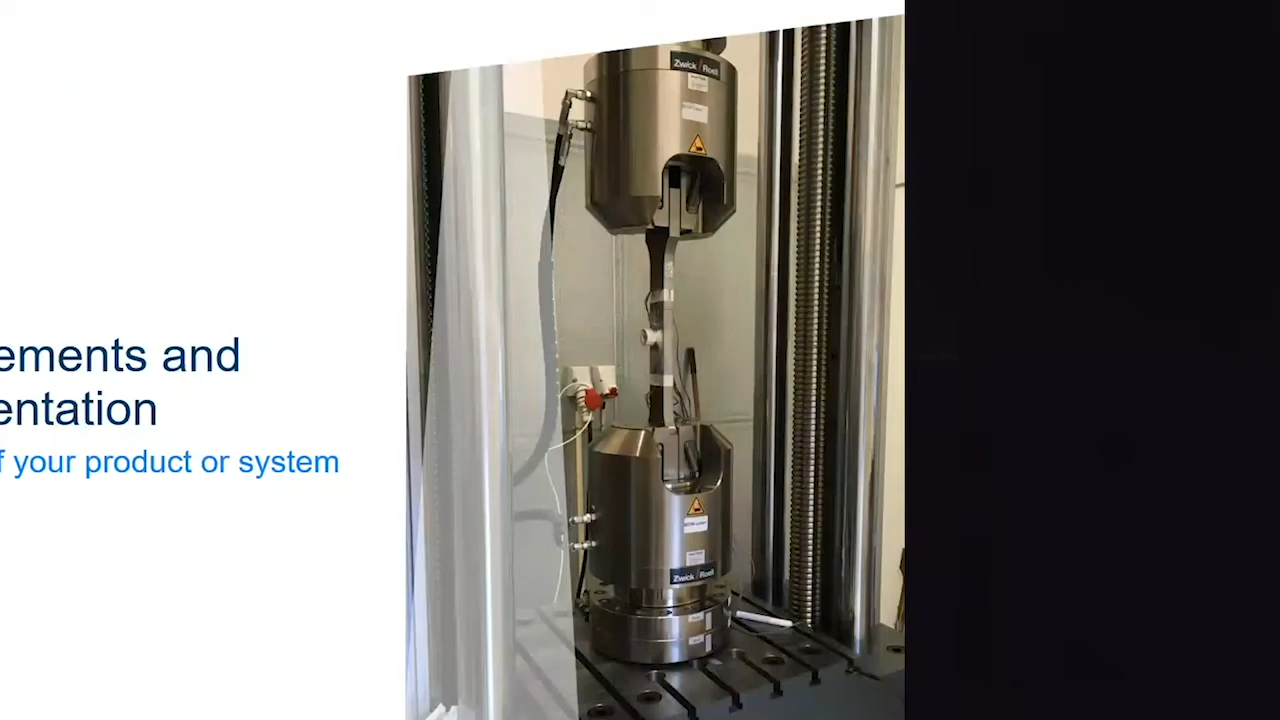 Zwick / Roell
ements and
entation
f your product or system
Zwick / Roell